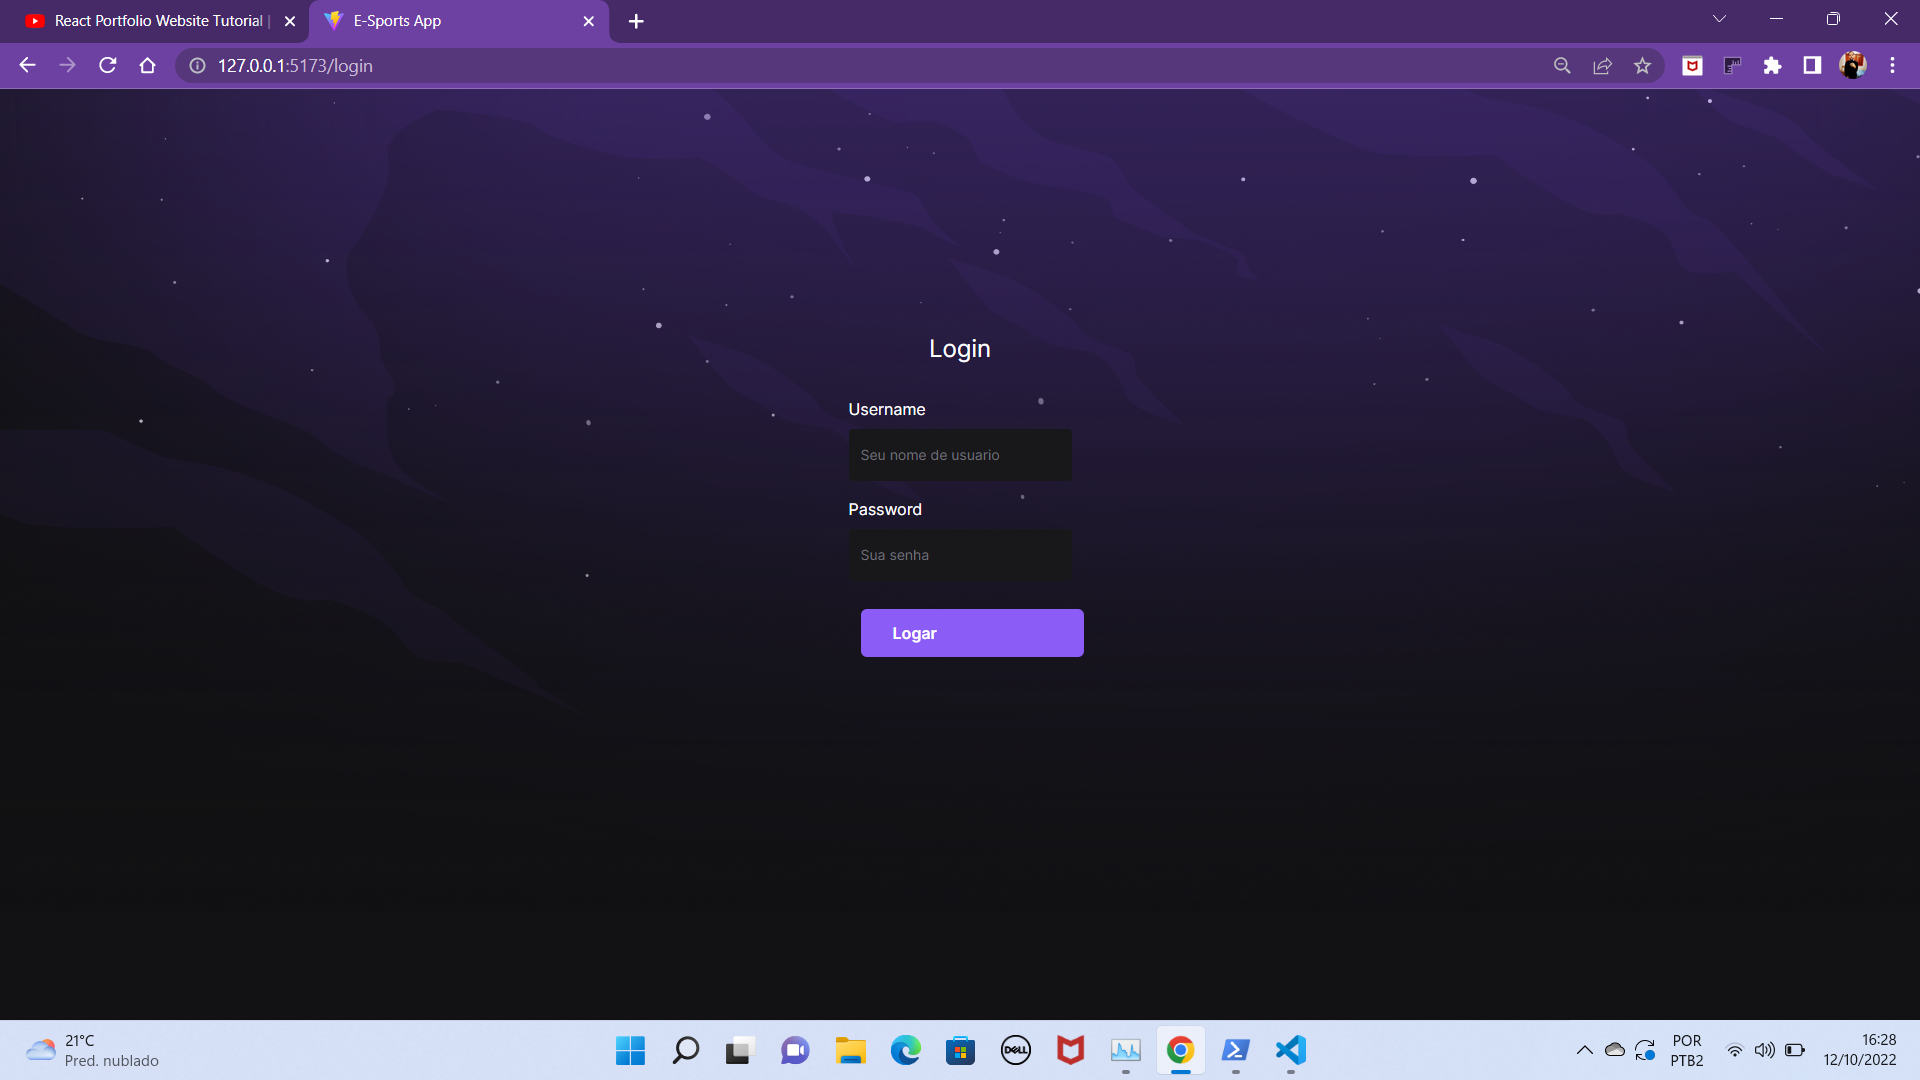 React Portfolio Website Tutorial |
E-Sports App
127.0.0.1:5173/login
Login
Username
Seu nome de usuario
Password
Sua senha
Logar
21°C
Pred. nublado
DELL
POR
PTB2
16:28
12/10/2022